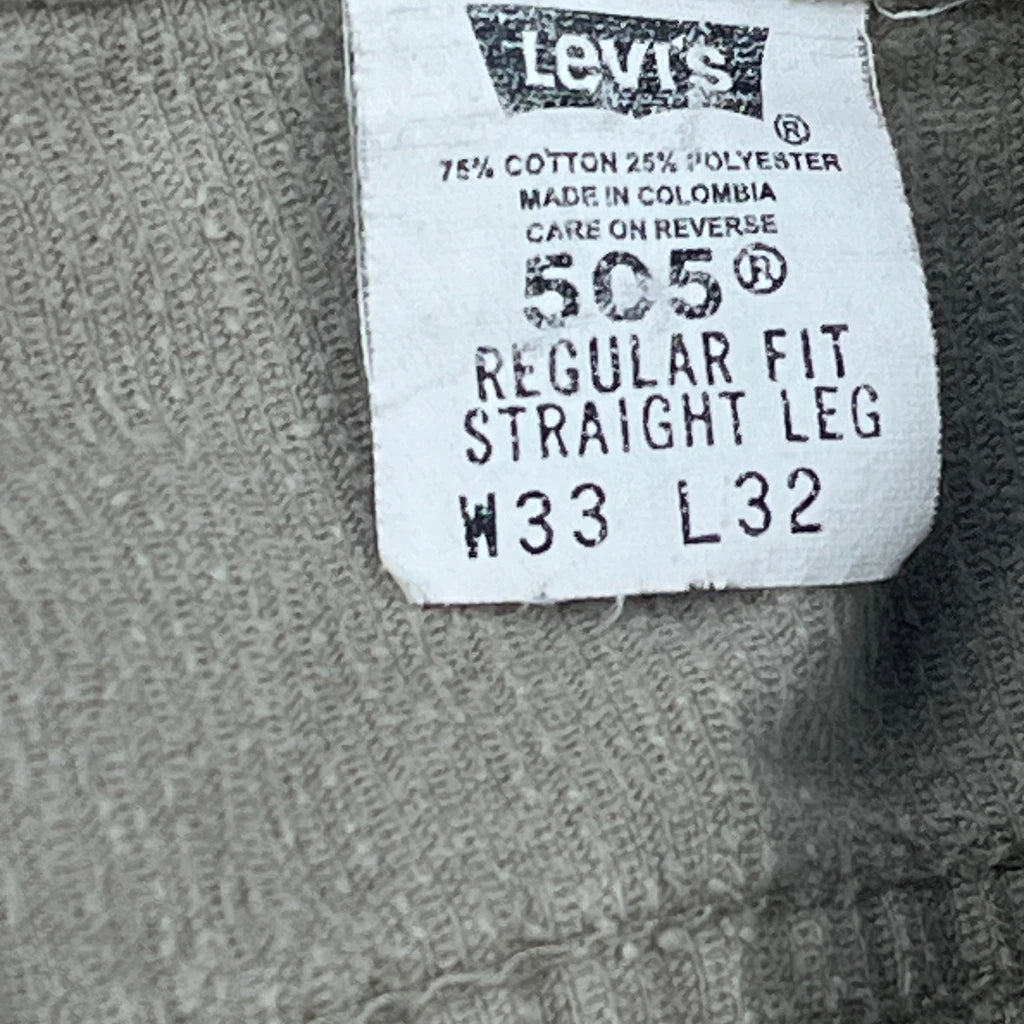 Levi's
®
75% COTTON 25% POLYESTER
MADE IN COLOMBIA
CARE ON REVERSE
505®
REGULAR FIT
STRAIGHT LEG
W33 L32